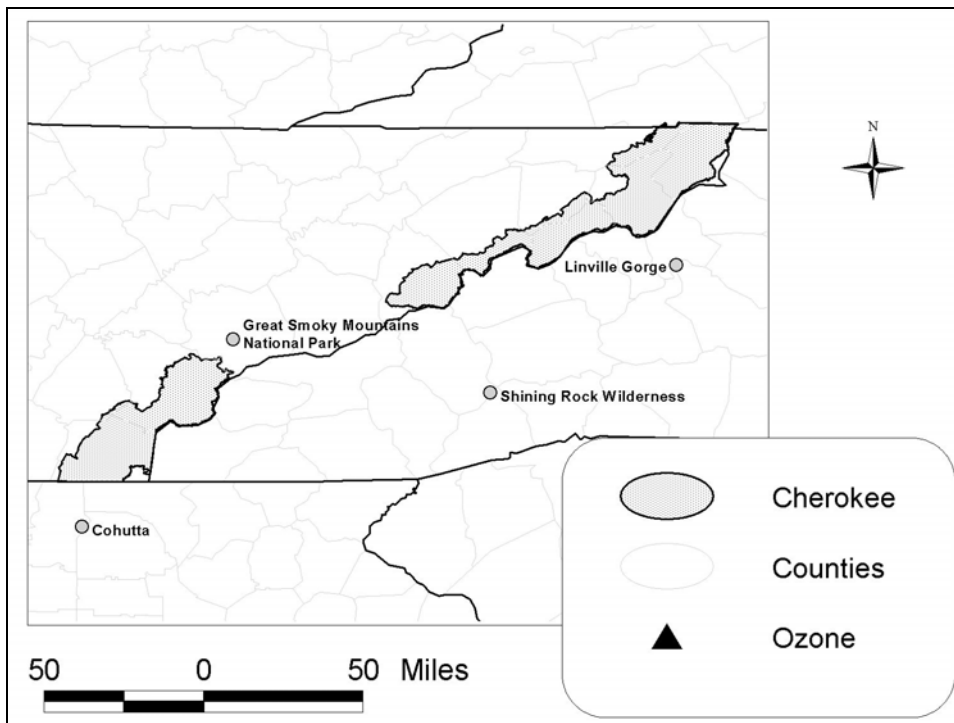 N
Linville Gorge
Great Smoky Mountains
National Park
Shining Rock Wilderness
Cohutta
Cherokee
Counties
Ozone
50 0 50 Miles